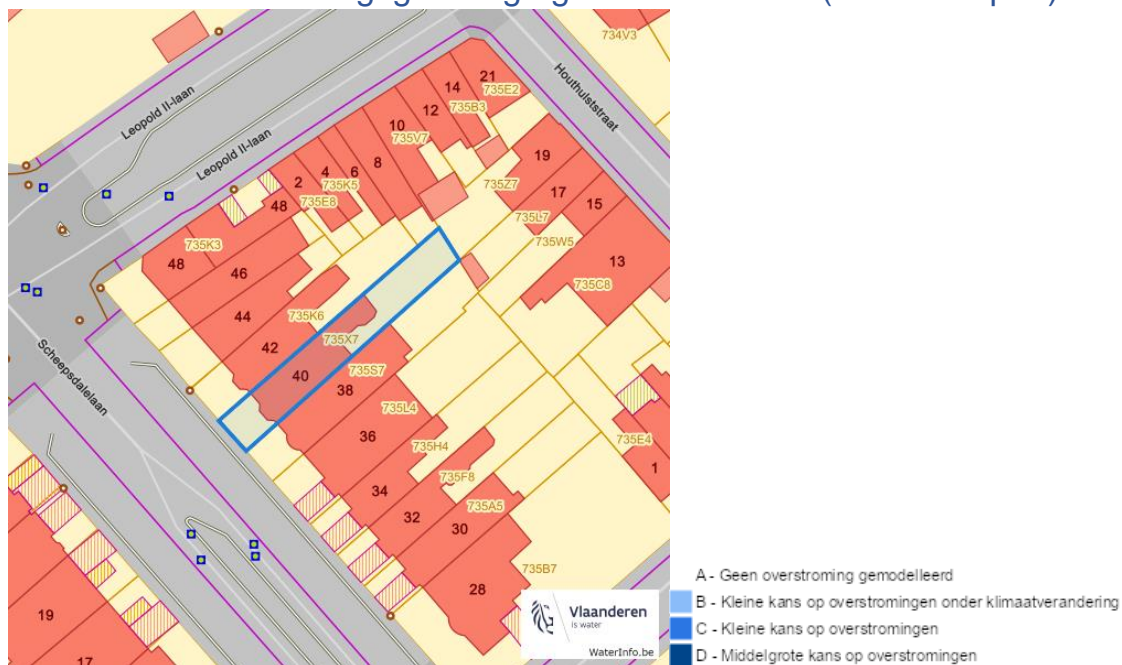 734V3
Leopold II-laan
Leopold II-laan
Houthulststraat
21
14
735E2
12
735B3
10
735V7
8
6
4
735K5
2
735E8
48
19
735Z7
17
735L7
15
735W5
13
735C8
735K3
48
46
44
735K6
42
735X7
40
735S7
38
735L4
36
735H4
34
735F8
32
735A5
30
735B7
28
735E4
1
Scheepsdalelaan
19
17
Vlaanderen
is water
WaterInfo.be
A - Geen overstroming gemodelleerd
B - Kleine kans op overstromingen onder klimaatverandering
C - Kleine kans op overstromingen
D - Middelgrote kans op overstromingen